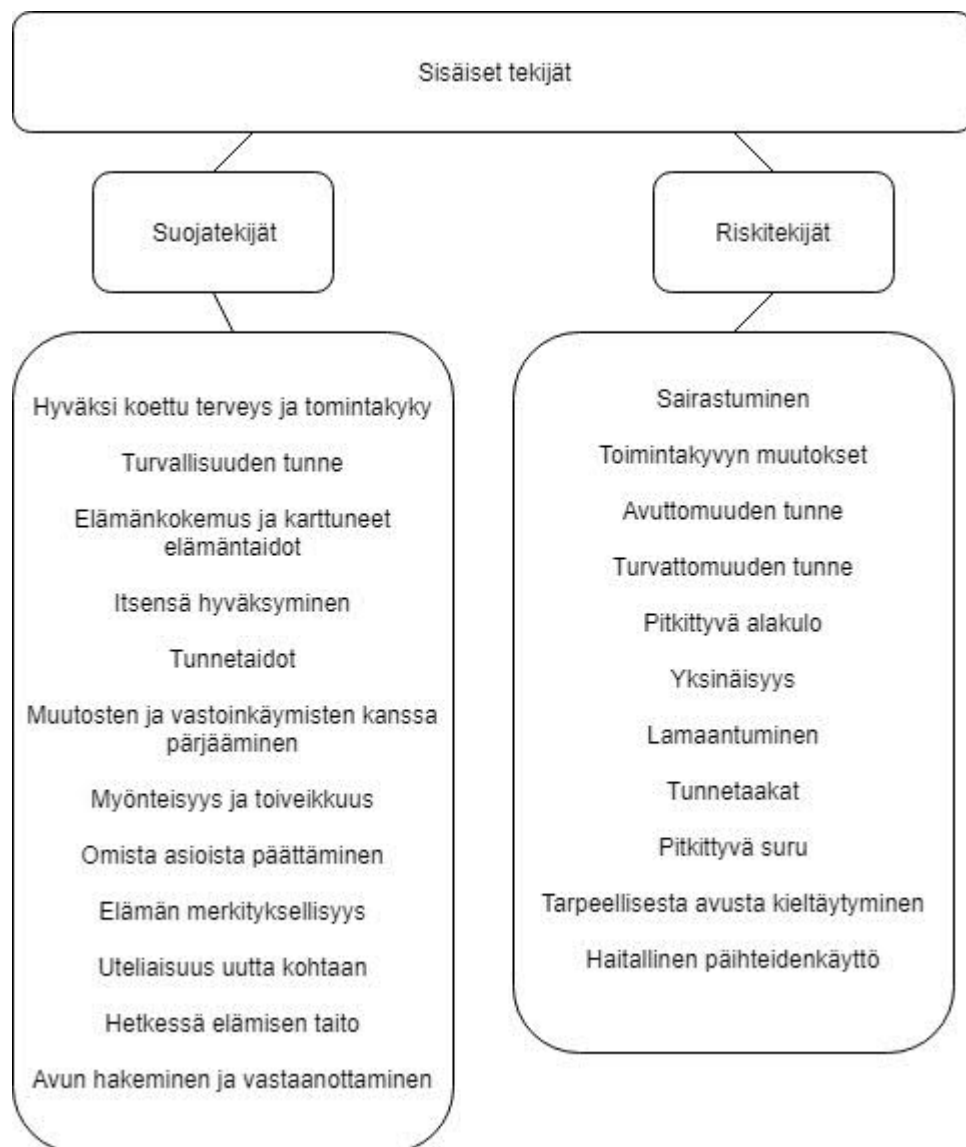 Sisäiset tekijät
Suojatekijät
Riskitekijät
Hyväksi koettu terveys ja tomintakyky
Turvallisuuden tunne
Elämänkokemus ja karttuneet
elämäntaidot
Itsensä hyväksyminen
Tunnetaidot
Muutosten ja vastoinkäymisten kanssa
pärjääminen
Myönteisyys ja toiveikkuus
Omista asioista päättäminen
Elämän merkityksellisyys
Uteliaisuus uutta kohtaan
Hetkessä elämisen taito
Avun hakeminen ja vastaanottaminen
Sairastuminen
Toimintakyvyn muutokset
Avuttomuuden tunne
Turvattomuuden tunne
Pitkittyvä alakulo
Yksinäisyys
Lamaantuminen
Tunnetaakat
Pitkittyvä suru
Tarpeellisesta avusta kieltäytyminen
Haitallinen päihteidenkäyttö